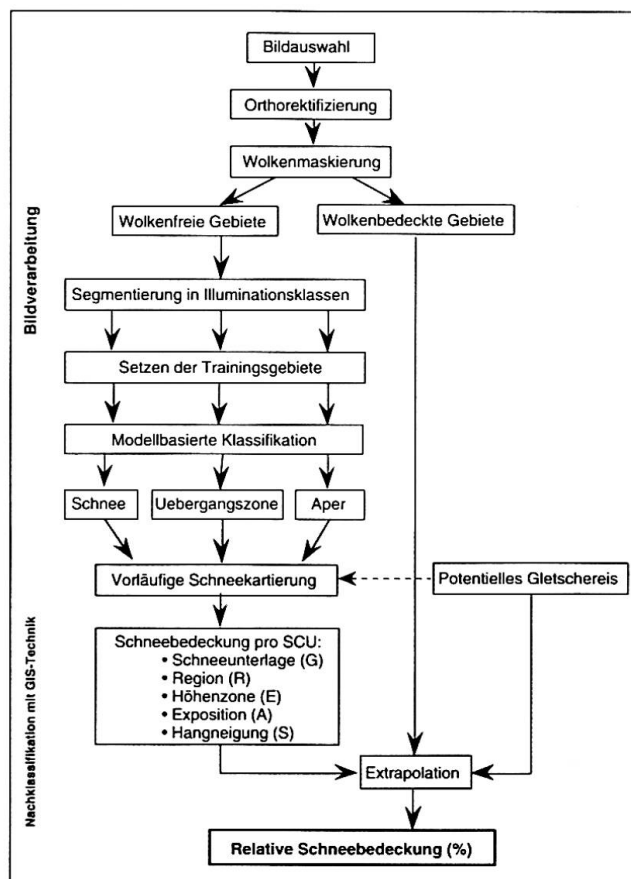 Bildauswahl
Orthorektifizierung
Wolkenmaskierung
Wolkenfreie Gebiete
Wolkenbedeckte Gebiete
Bildverarbeitung
Segmentierung in Illuminationsklassen
Setzen der Trainingsgebiete
Modellbasierte Klassifikation
Schnee
Uebergangszone
Aper
Vorläufige Schneekartierung
Potentielles Gletschereis
Nachklassifikation mit GIS-Technik
Schneebedeckung pro SCU:
• Schneeunterlage (G)
• Region (R)
• Höhenzone (E)
• Exposition (A)
• Hangneigung (S)
Extrapolation
Relative Schneebedeckung (%)